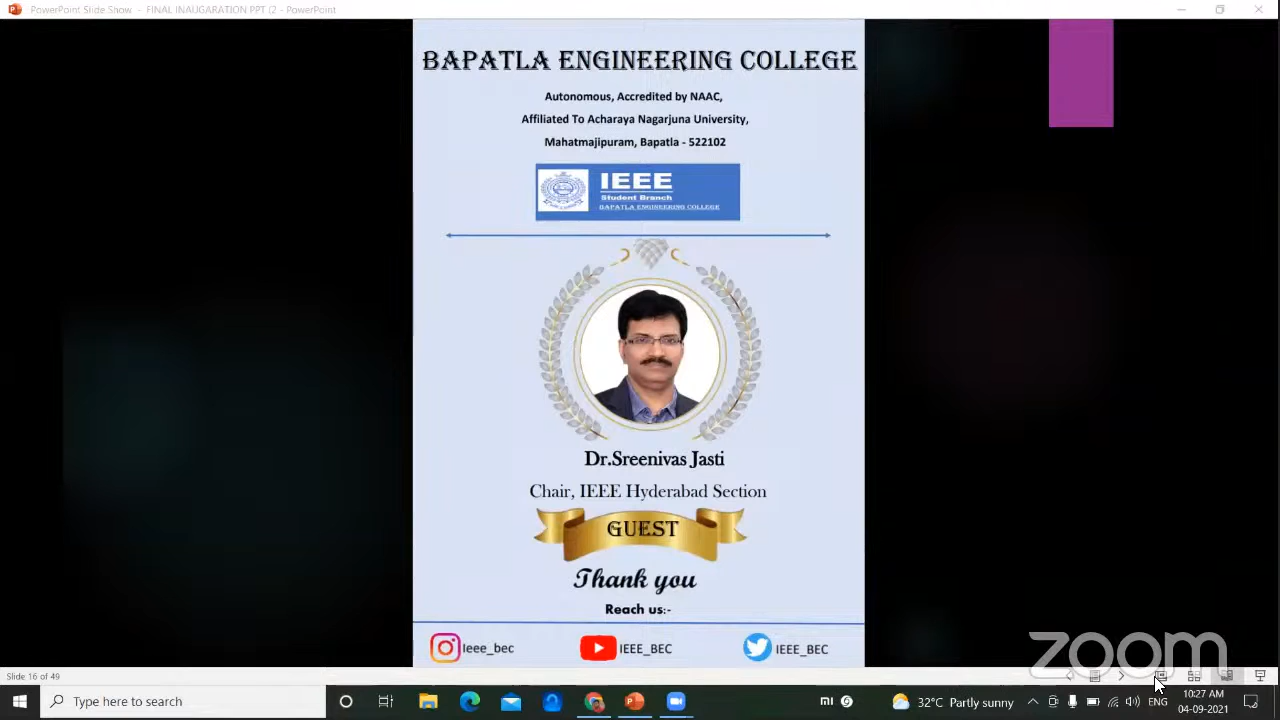 PowerPoint Slide Show - FINAL INAUGARATION PPT (2 - PowerPoint
BAPATLA ENGINEERING COLLEGE
Autonomous, Accredited by NAAC,
Affiliated To Acharaya Nagarjuna University,
Mahatmajipuram, Bapatla - 522102
IEEE
Student Branch
BAPATLA ENGINEERING COLLEGE
Dr.Sreenivas Jasti
Chair, IEEE Hyderabad Section
GUEST
Thank you
Reach us:-
Ieee_bec
IEEE_BEC
IEEE_BEC
zoom
Slide 16 of 49
Type here to search
32°C Partly sunny
ENG
10:27 AM
04-09-2021